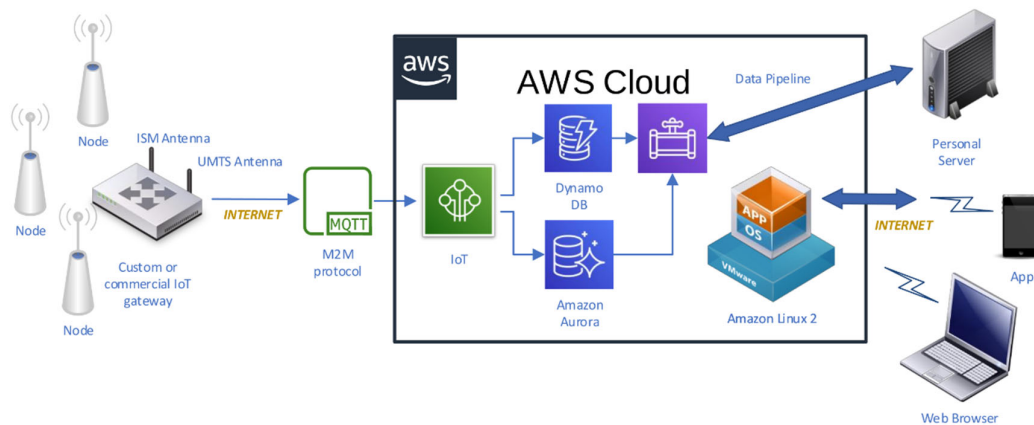 Node
Node
Node
ISM Antenna
UMTS Antenna
Custom or
commercial IoT
gateway
INTERNET
MQTT
M2M
protocol
aws
AWS Cloud
IoT
Dynamo
DB
Amazon
Aurora
Data Pipeline
APP
OS
VMware
Amazon Linux 2
Personal
Server
INTERNET
App
Web Browser